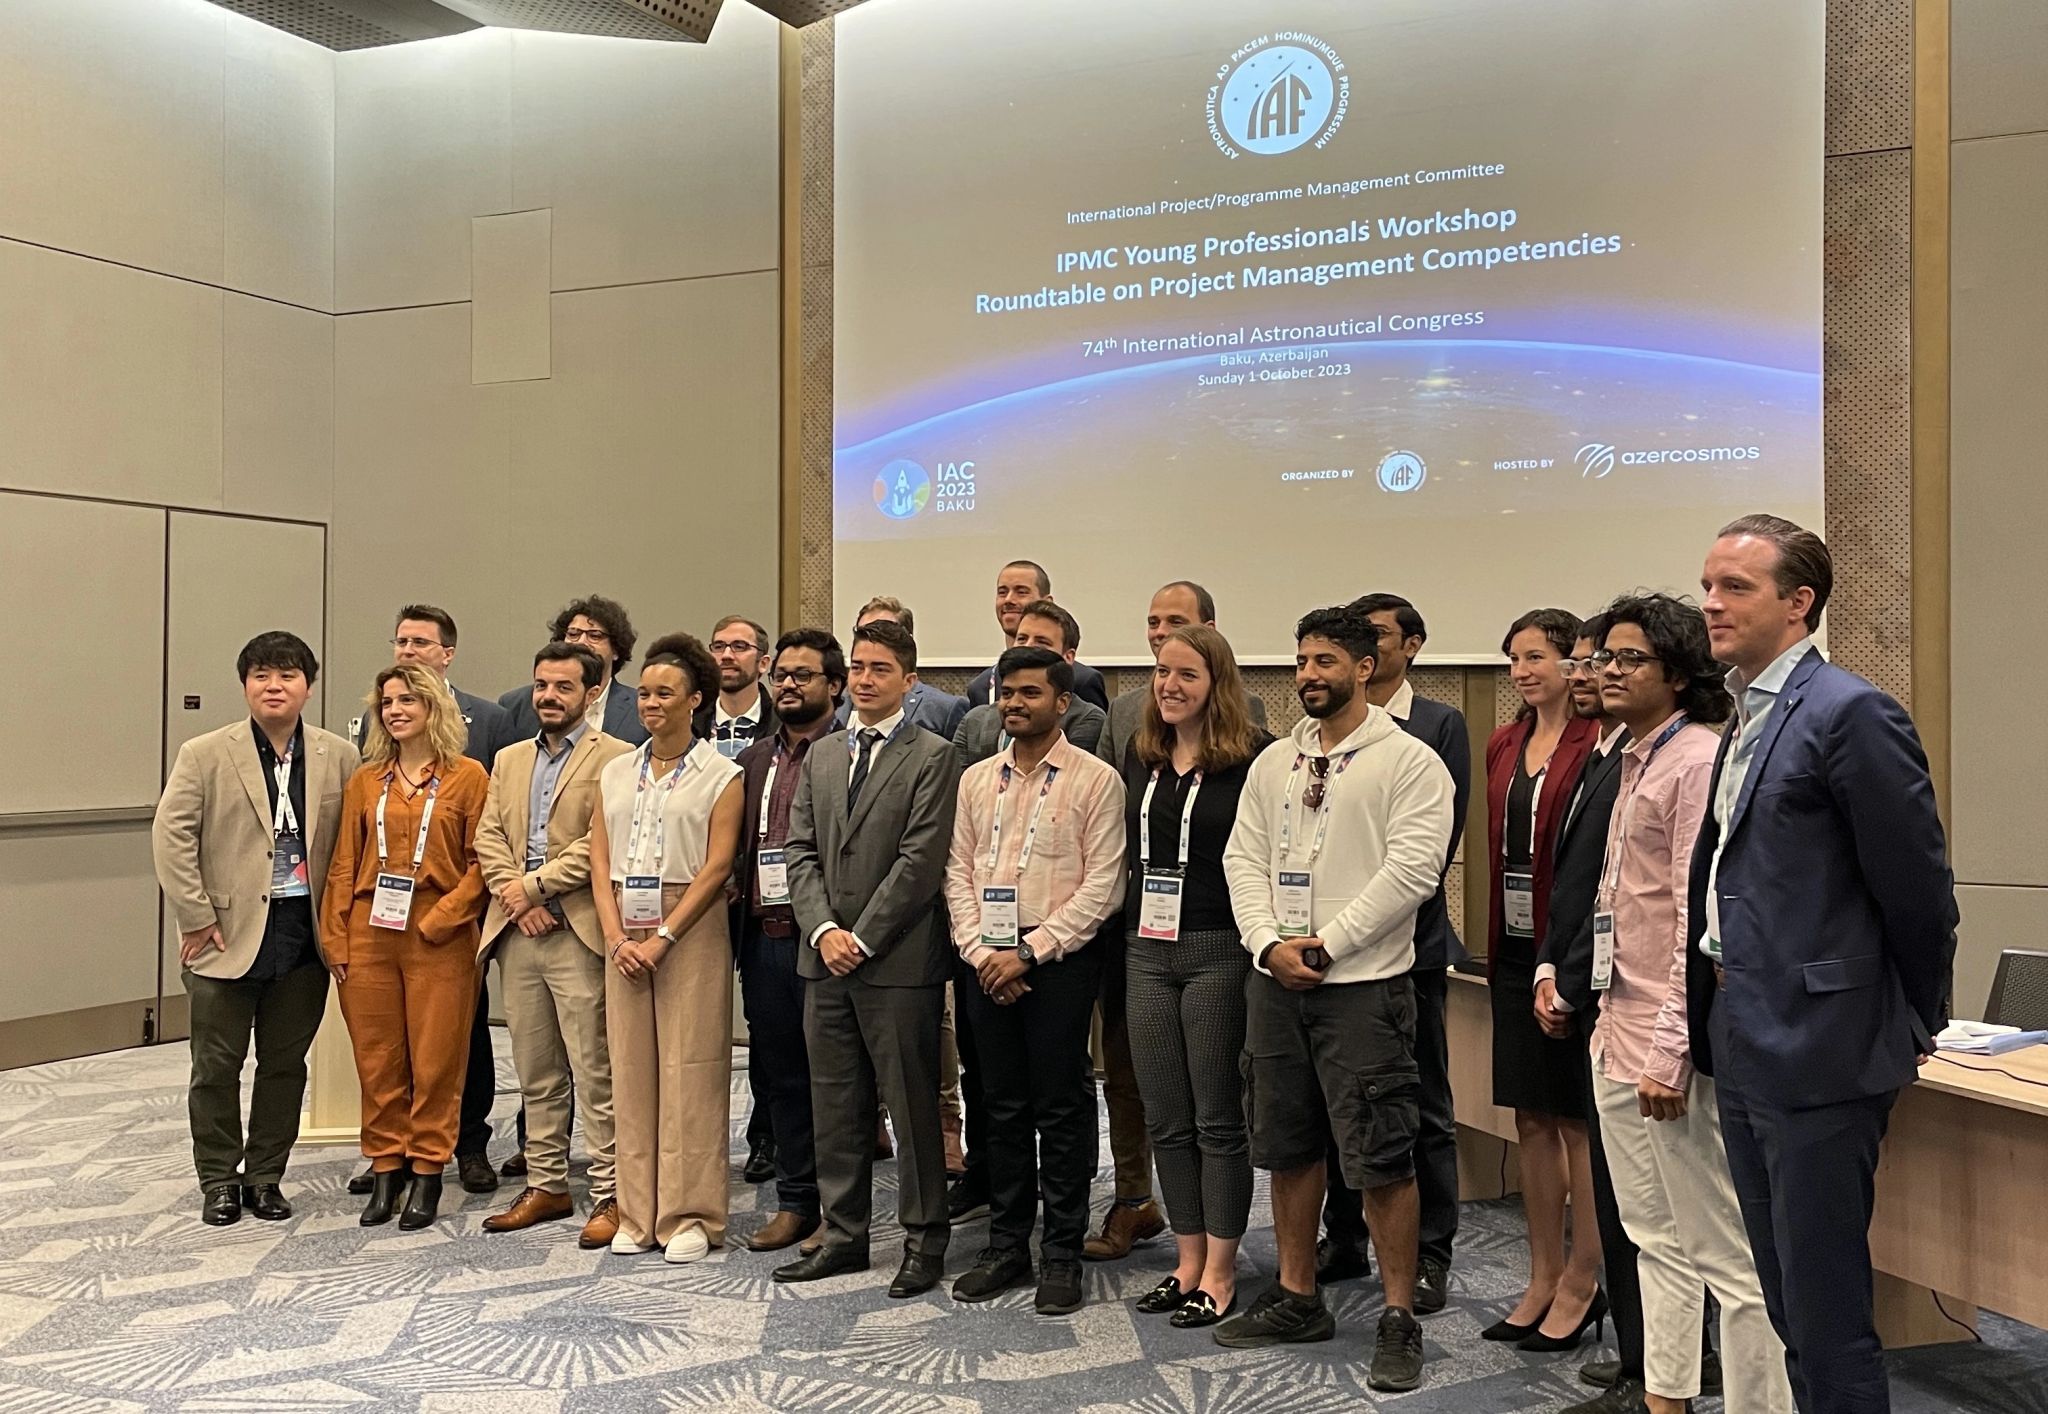 ASTRONAUTICA AD PACEM HOMINUMQUE PROGRESSUM
IAF
International Project/Programme Management Committee
IPMC Young Professionals Workshop
Roundtable on Project Management Competencies
74th International Astronautical Congress
Baku, Azerbaijan
Sunday 1 October 2023
IAC
2023
BAKU
ORGANIZED BY
IAF
HOSTED BY
azercosmos